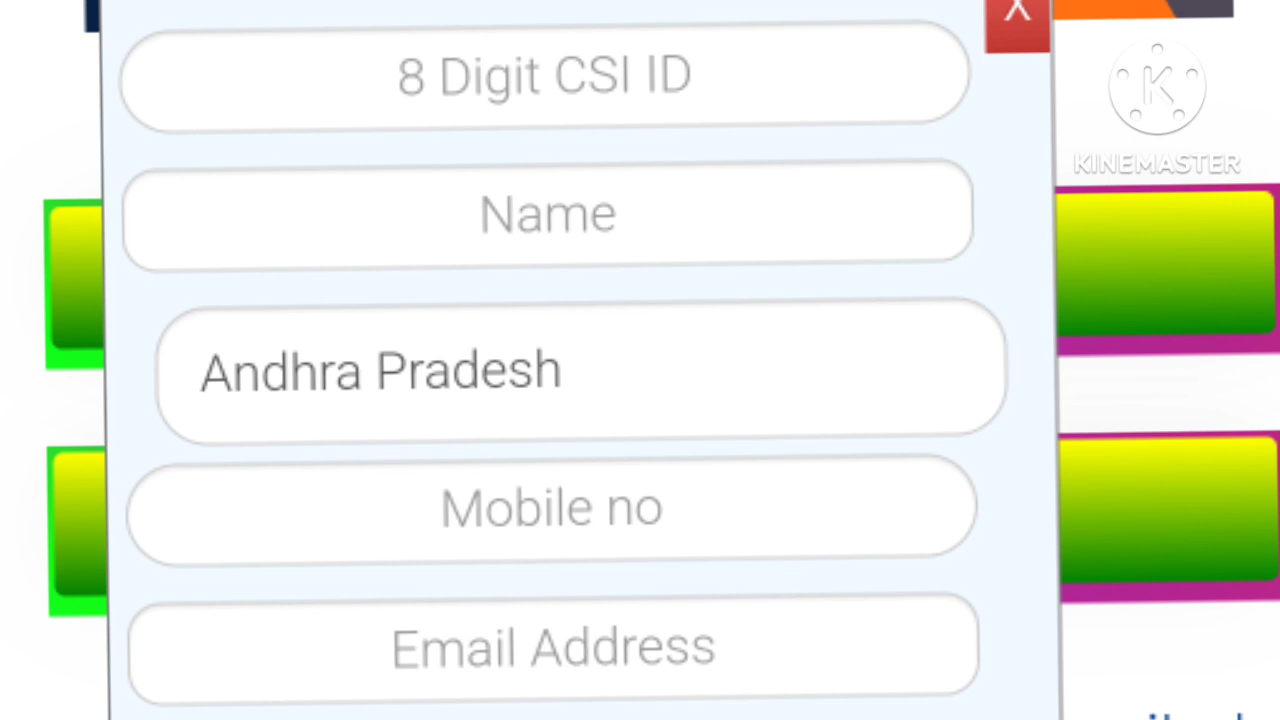 X
8 Digit CSI ID
K
KINEMASTER
Name
Andhra Pradesh
Mobile no
Email Address